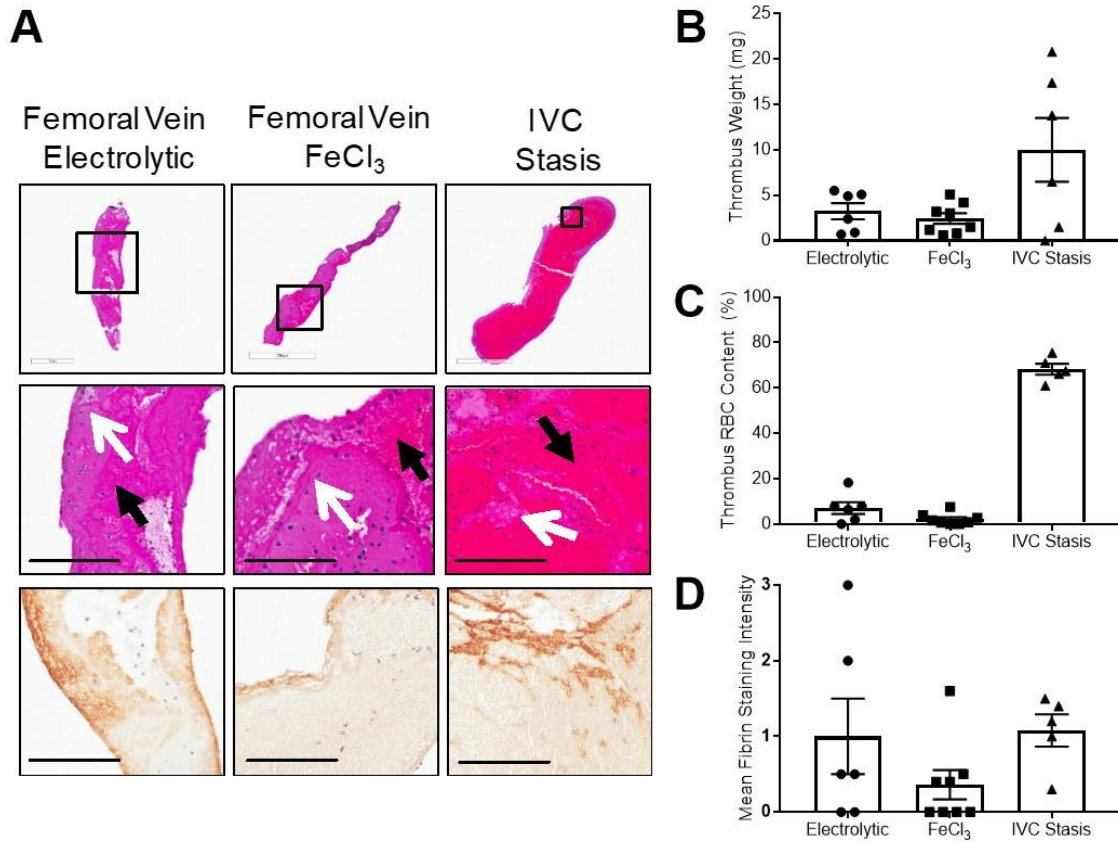 A
Femoral Vein
Electrolytic
Femoral Vein
FeCl₃
IVC
Stasis
B
Thrombus Weight (mg)
25
20
15
10
5
0
Electrolytic
FeCl₃
IVC Stasis
C
Thrombus RBC Content (%)
100
80
60
40
20
0
Electrolytic
FeCl₃
IVC Stasis
D
Mean Fibrin Staining Intensity
3
2
1
0
Electrolytic
FeCl₃
IVC Stasis